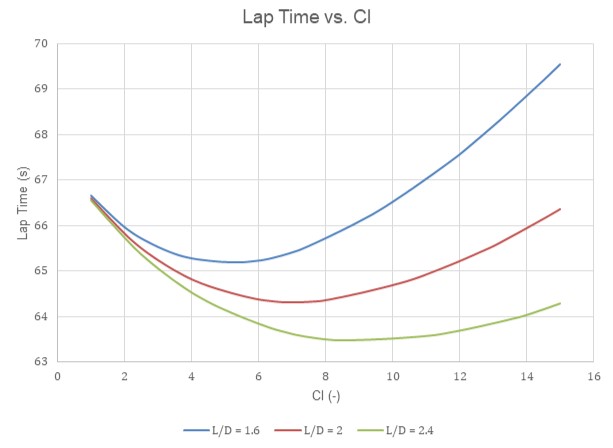 Lap Time vs. Cl
70
69
68
67
66
65
64
63
Lap Time (s)
0 2 4 6 8 10 12 14 16
Cl (-)
L/D = 1.6 L/D = 2 L/D = 2.4